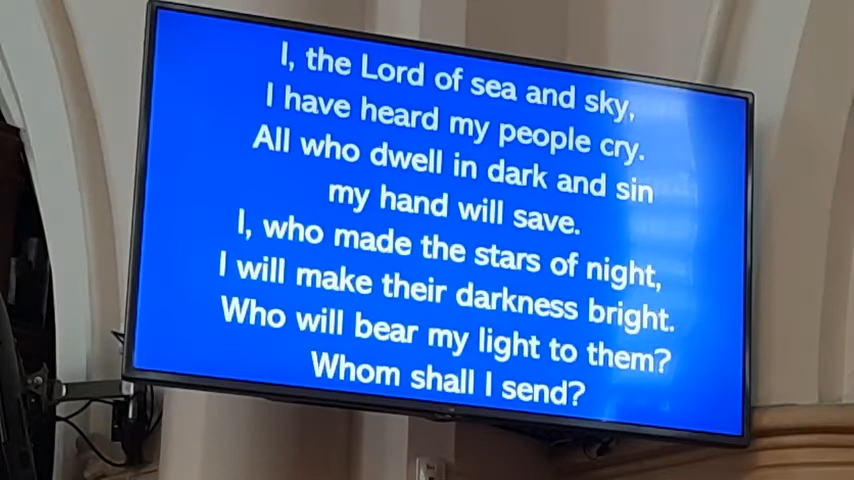 I, the Lord of sea and sky,
I have heard my people cry.
All who dwell in dark and sin
my hand will save.
I, who made the stars of night,
I will make their darkness bright.
Who will bear my light to them?
Whom shall I send?